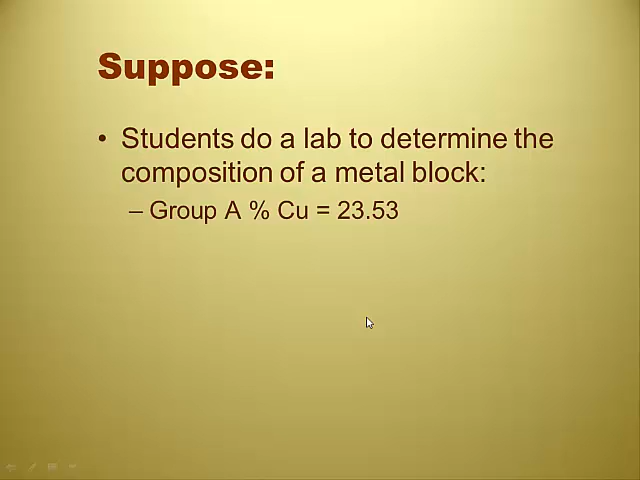 Suppose:
• Students do a lab to determine the
composition of a metal block:
– Group A % Cu = 23.53